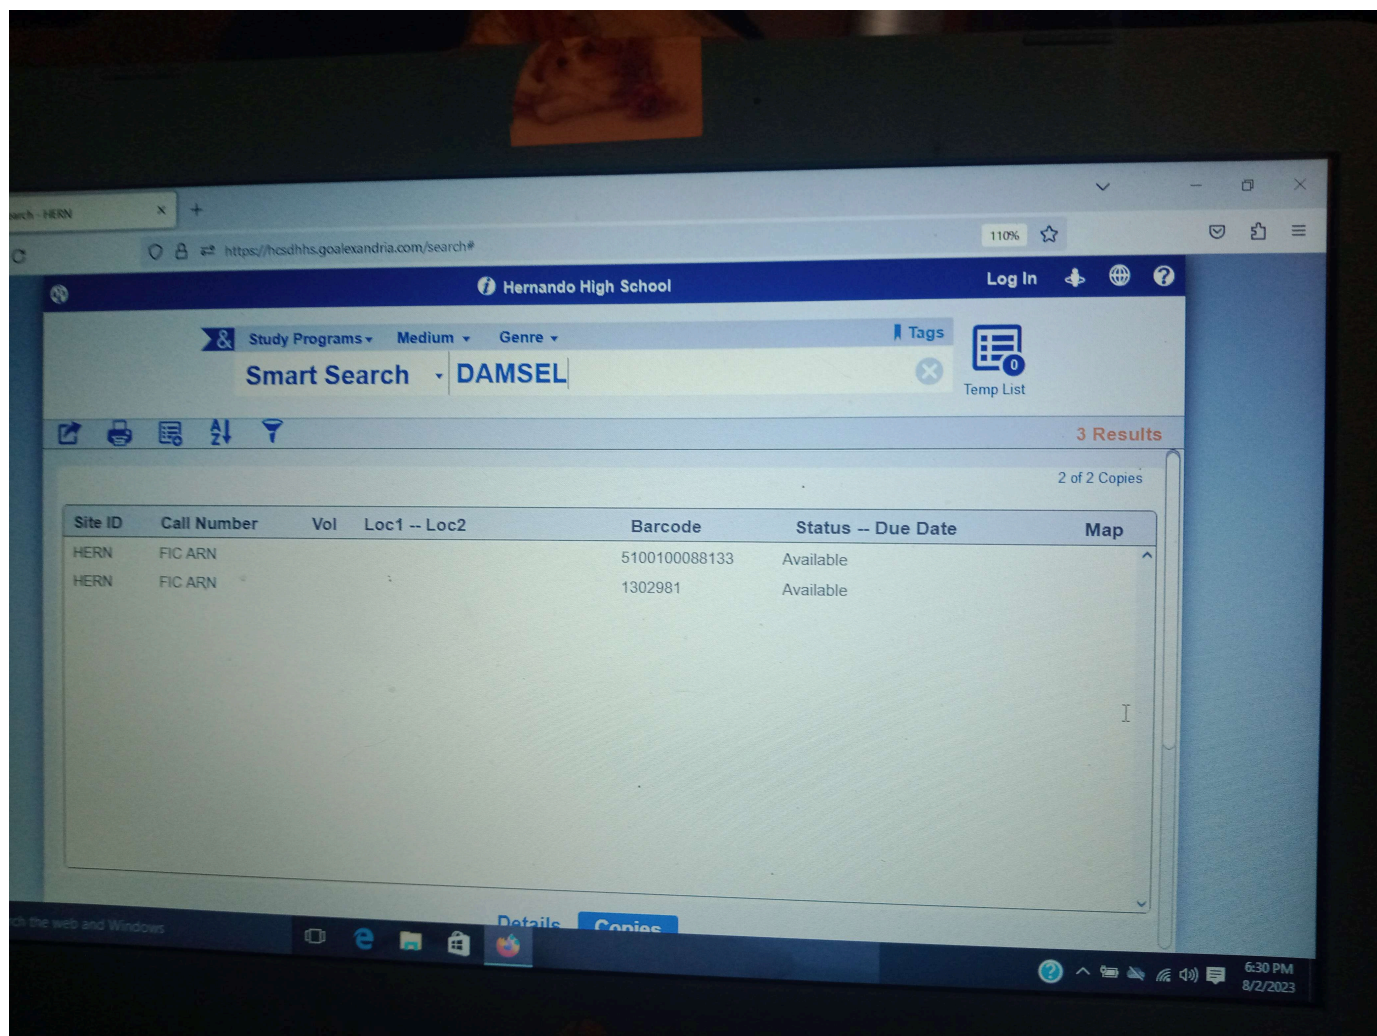 HERN
https://hcsdhhs.goalexandria.com/search#
110%
Hernando High School
Log In
&
Study Programs
Medium
Genre
Tags
Smart Search
DAMSEL
0
Temp List
A
Z
3 Results
2 of 2 Copies
Site ID Call Number Vol Loc1 -- Loc2 Barcode Status -- Due Date Map
HERN FIC ARN 5100100088133 Available
HERN FIC ARN 1302981 Available
Details Copies
the web and Windows
6:30 PM
8/2/2023